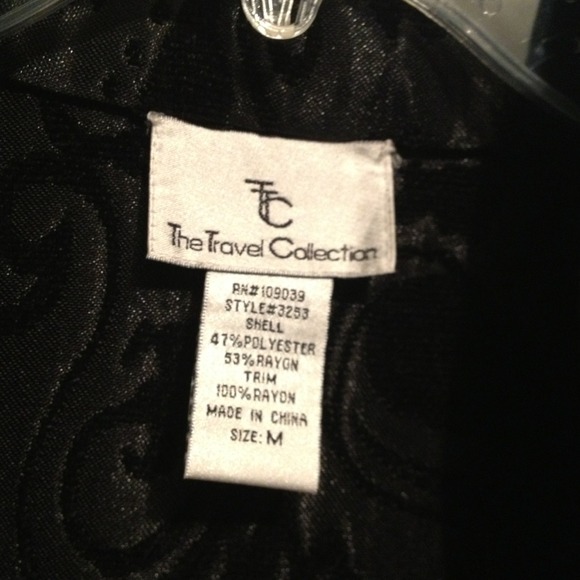 TTC
The Travel Collection
RN#109039
STYLE#3253
SHELL
47%POLYESTER
53%RAYON
TRIM
100%RAYON
MADE IN CHINA
SIZE: M